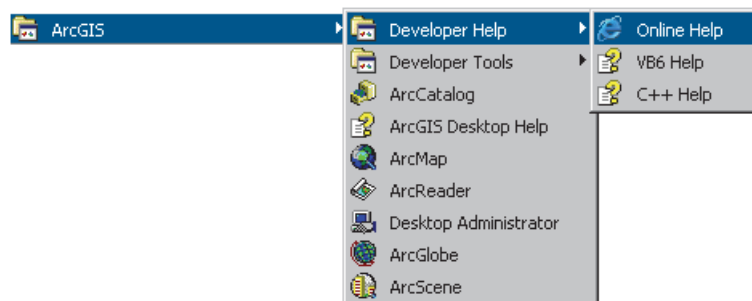 ArcGIS
Developer Help
Online Help
Developer Tools
VB6 Help
ArcCatalog
C++ Help
ArcGIS Desktop Help
ArcMap
ArcReader
Desktop Administrator
ArcGlobe
ArcScene